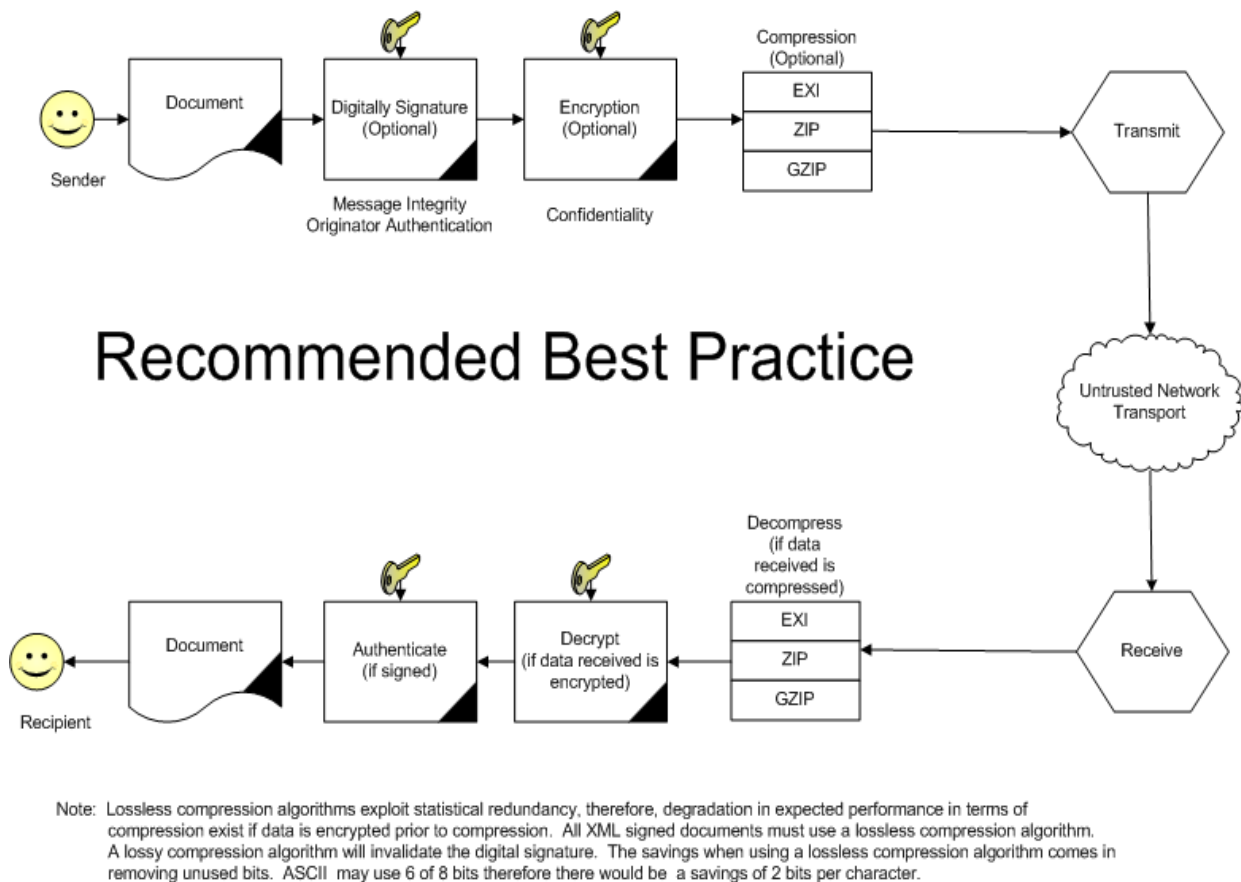 Compression
(Optional)
EXI
ZIP
GZIP
Document
Digitally Signature
(Optional)
Encryption
(Optional)
Transmit
Sender
Message Integrity
Originator Authentication
Confidentiality
Recommended Best Practice
Untrusted Network
Transport
Decompress
(if data
received is
compressed)
EXI
ZIP
GZIP
Document
Authenticate
(if signed)
Decrypt
(if data received is
encrypted)
Receive
Recipient
Note: Lossless compression algorithms exploit statistical redundancy, therefore, degradation in expected performance in terms of
compression exist if data is encrypted prior to compression. All XML signed documents must use a lossless compression algorithm.
A lossy compression algorithm will invalidate the digital signature. The savings when using a lossless compression algorithm comes in
removing unused bits. ASCII may use 6 of 8 bits therefore there would be a savings of 2 bits per character.